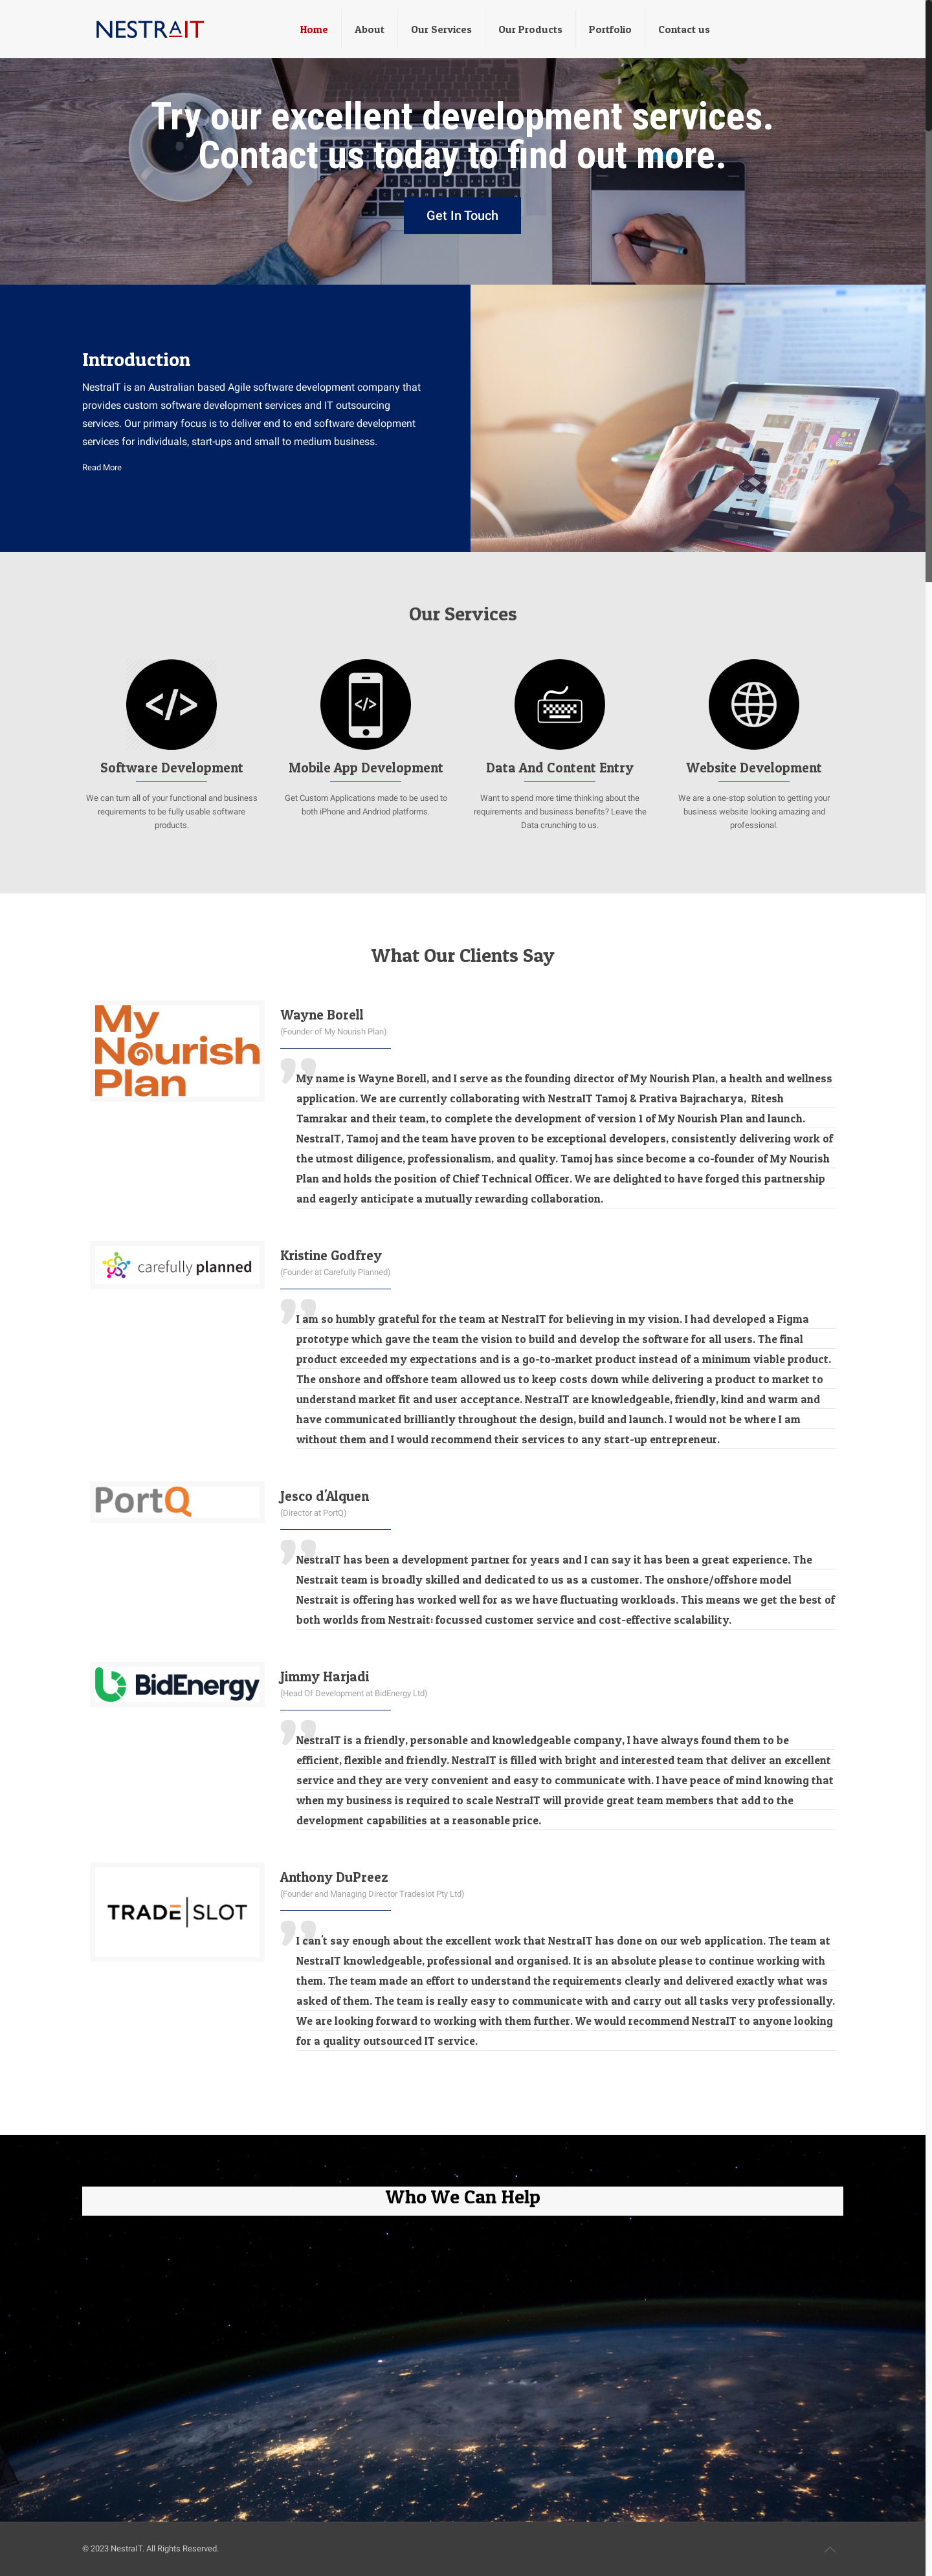 NESTRAIT
Home
About
Our Services
Our Products
Portfolio
Contact us
Try our excellent development services.
Contact us today to find out more.
Get In Touch
Introduction
NestraIT is an Australian based Agile software development company that
provides custom software development services and IT outsourcing
services. Our primary focus is to deliver end to end software development
services for individuals, start-ups and small to medium business.
Read More
Our Services
Software Development
We can turn all of your functional and business
requirements to be fully usable software
products.
Mobile App Development
Get Custom Applications made to be used to
both iPhone and Andriod platforms.
Data And Content Entry
Want to spend more time thinking about the
requirements and business benefits? Leave the
Data crunching to us.
Website Development
We are a one-stop solution to getting your
business website looking amazing and
professional.
What Our Clients Say
My
Nourish
Plan
Wayne Borell
(Founder of My Nourish Plan)
My name is Wayne Borell, and I serve as the founding director of My Nourish Plan, a health and wellness
application. We are currently collaborating with NestraIT Tamoj & Prativa Bajracharya,  Ritesh
Tamrakar and their team, to complete the development of version 1 of My Nourish Plan and launch.
NestraIT, Tamoj and the team have proven to be exceptional developers, consistently delivering work of
the utmost diligence, professionalism, and quality. Tamoj has since become a co-founder of My Nourish
Plan and holds the position of Chief Technical Officer. We are delighted to have forged this partnership
and eagerly anticipate a mutually rewarding collaboration.
carefully planned
Kristine Godfrey
(Founder at Carefully Planned)
I am so humbly grateful for the team at NestraIT for believing in my vision. I had developed a Figma
prototype which gave the team the vision to build and develop the software for all users. The final
product exceeded my expectations and is a go-to-market product instead of a minimum viable product.
The onshore and offshore team allowed us to keep costs down while delivering a product to market to
understand market fit and user acceptance. NestraIT are knowledgeable, friendly, kind and warm and
have communicated brilliantly throughout the design, build and launch. I would not be where I am
without them and I would recommend their services to any start-up entrepreneur.
PortQ
Jesco d'Alquen
(Director at PortQ)
NestraIT has been a development partner for years and I can say it has been a great experience. The
Nestrait team is broadly skilled and dedicated to us as a customer. The onshore/offshore model
Nestrait is offering has worked well for as we have fluctuating workloads. This means we get the best of
both worlds from Nestrait: focussed customer service and cost-effective scalability.
BidEnergy
Jimmy Harjadi
(Head Of Development at BidEnergy Ltd)
NestraIT is a friendly, personable and knowledgeable company, I have always found them to be
efficient, flexible and friendly. NestraIT is filled with bright and interested team that deliver an excellent
service and they are very convenient and easy to communicate with. I have peace of mind knowing that
when my business is required to scale NestraIT will provide great team members that add to the
development capabilities at a reasonable price.
TRADE|SLOT
Anthony DuPreez
(Founder and Managing Director Tradeslot Pty Ltd)
I can't say enough about the excellent work that NestraIT has done on our web application. The team at
NestraIT knowledgeable, professional and organised. It is an absolute please to continue working with
them. The team made an effort to understand the requirements clearly and delivered exactly what was
asked of them. The team is really easy to communicate with and carry out all tasks very professionally.
We are looking forward to working with them further. We would recommend NestraIT to anyone looking
for a quality outsourced IT service.
Who We Can Help
© 2023 NestraIT. All Rights Reserved.